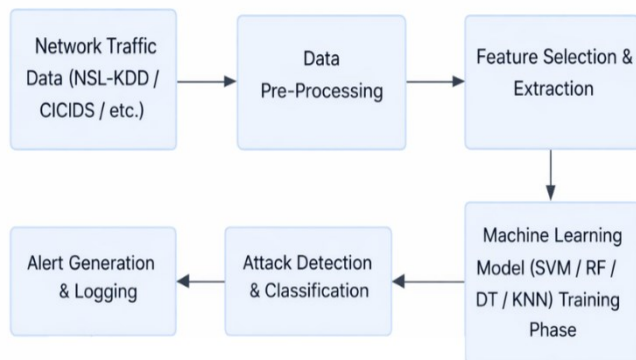 Network Traffic
Data (NSL-KDD /
CICIDS / etc.)
Data
Pre-Processing
Feature Selection &
Extraction
Machine Learning
Model (SVM / RF /
DT / KNN) Training
Phase
Attack Detection
& Classification
Alert Generation
& Logging